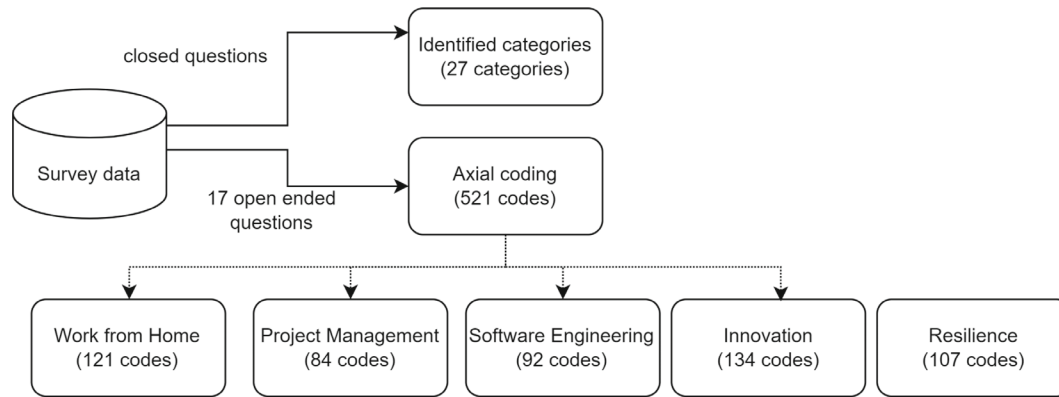 closed questions
Identified categories
(27 categories)
Survey data
17 open ended
questions
Axial coding
(521 codes)
Work from Home
(121 codes)
Project Management
(84 codes)
Software Engineering
(92 codes)
Innovation
(134 codes)
Resilience
(107 codes)